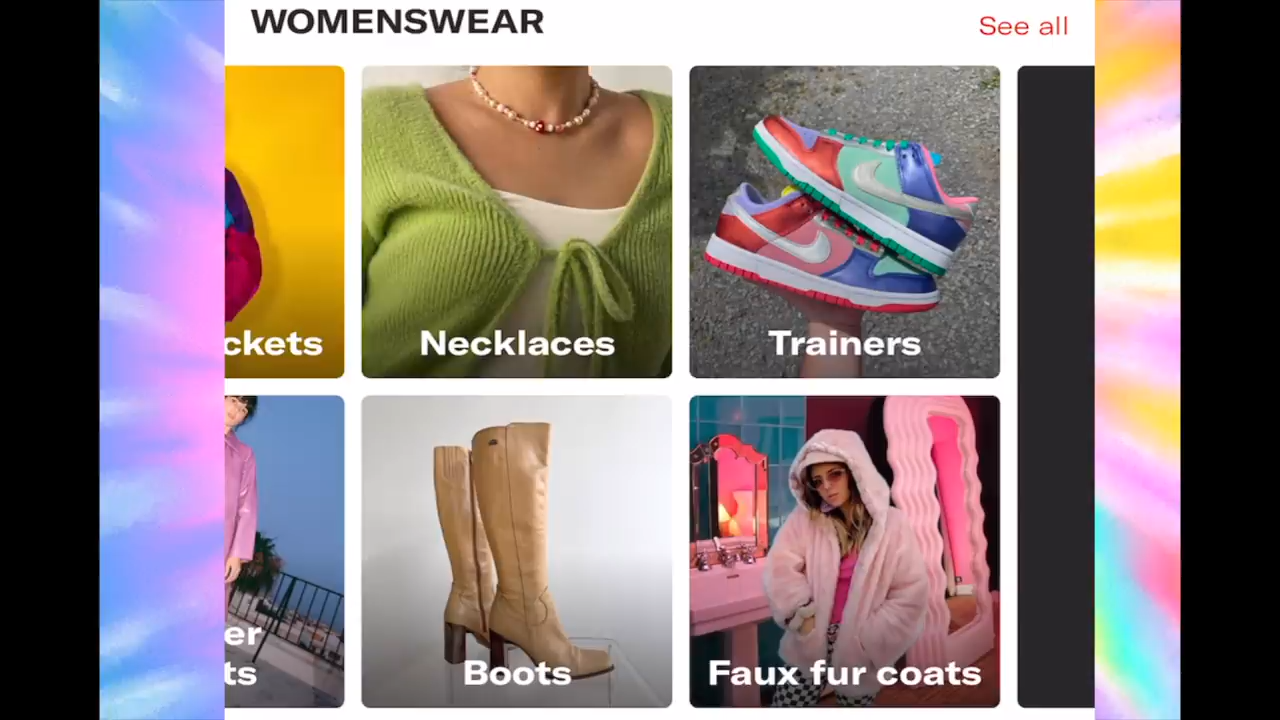 WOMENSWEAR
See all
ckets
Necklaces
Trainers
er
ts
Boots
Faux fur coats